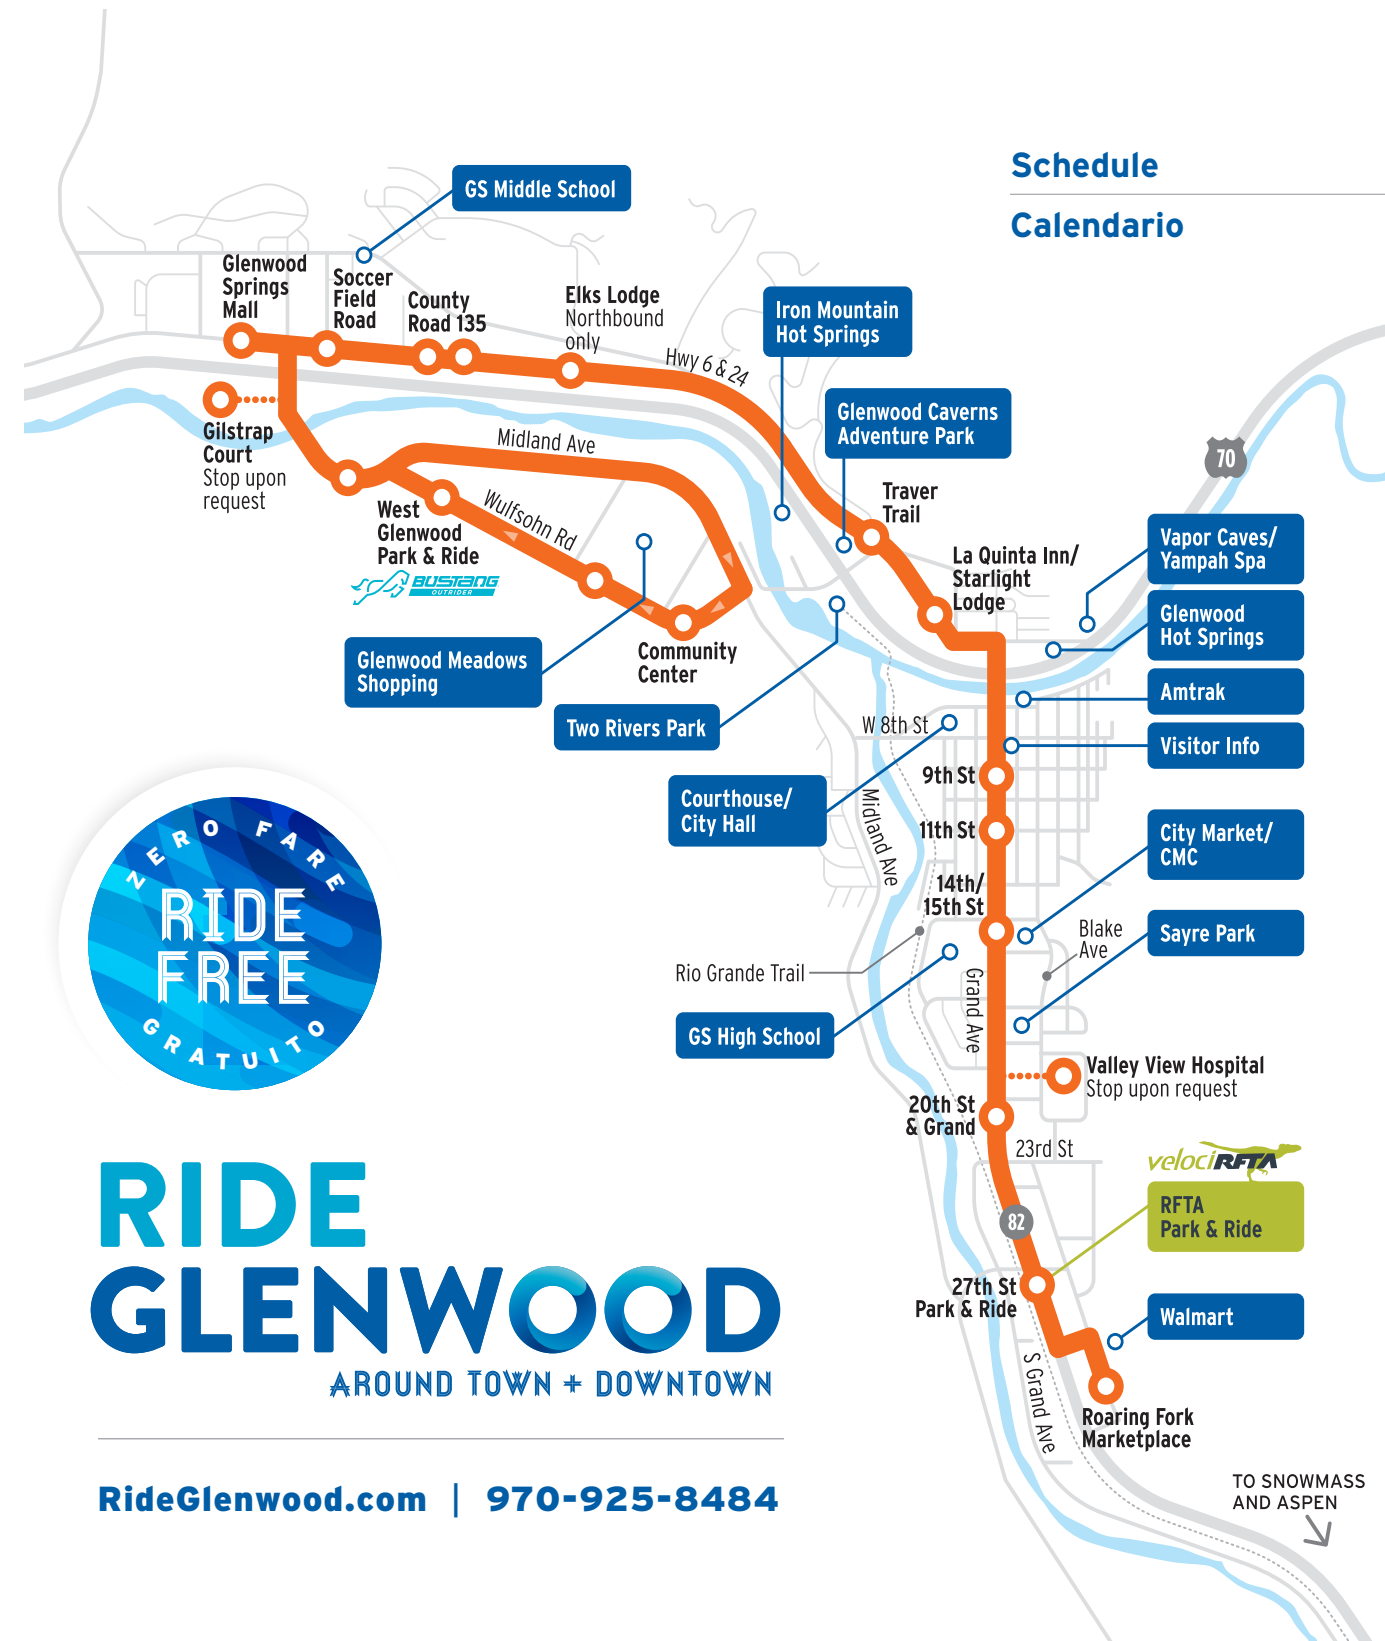 Schedule
Calendario
GS Middle School
Glenwood
Springs
Mall
Soccer
Field
Road
County
Road 135
Elks Lodge
Northbound
only
Hwy 6 & 24
Iron Mountain
Hot Springs
Glenwood Caverns
Adventure Park
Gilstrap
Court
Stop upon
request
Midland Ave
West
Glenwood
Park & Ride
BUSTANG
OUTRIDER
Wulfsohn Rd
Traver
Trail
70
La Quinta Inn/
Starlight
Lodge
Vapor Caves/
Yampah Spa
Glenwood
Hot Springs
Glenwood Meadows
Shopping
Community
Center
Amtrak
Two Rivers Park
W 8th St
Visitor Info
9th St
Courthouse/
City Hall
Midland Ave
11th St
City Market/
CMC
14th/
15th St
Blake
Ave
Sayre Park
Rio Grande Trail
Grand Ave
GS High School
Valley View Hospital
Stop upon request
20th St
& Grand
23rd St
velociRFTA
RFTA
Park & Ride
82
27th St
Park & Ride
Walmart
S Grand Ave
Roaring Fork
Marketplace
TO SNOWMASS
AND ASPEN
ZERO FARE
RIDE
FREE
GRATUITO
RIDE
GLENWOOD
AROUND TOWN + DOWNTOWN
RideGlenwood.com | 970-925-8484